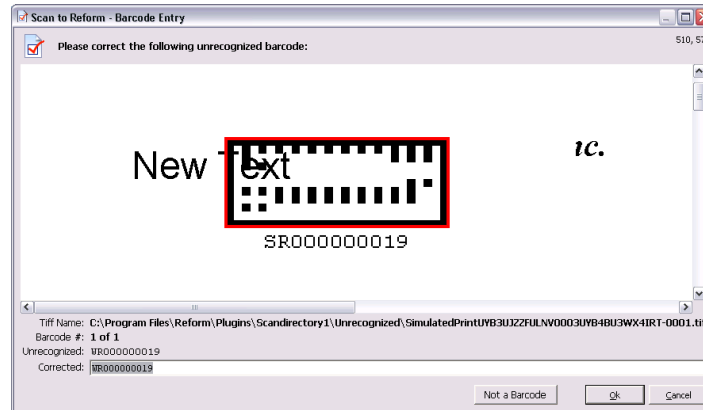 Scan to Reform - Barcode Entry
Please correct the following unrecognized barcode:
510, 57
New Text
ic.
SR000000019
Tiff Name: C:\Program Files\Reform\Plugins\Scandirectory1\Unrecognized\SimulatedPrintUYB3UJZZFULNV0003UYB4BU3WX4IRT-0001.tif
Barcode #: 1 of 1
Unrecognized: WR000000019
Corrected: WR000000019
Not a Barcode Ok Cancel